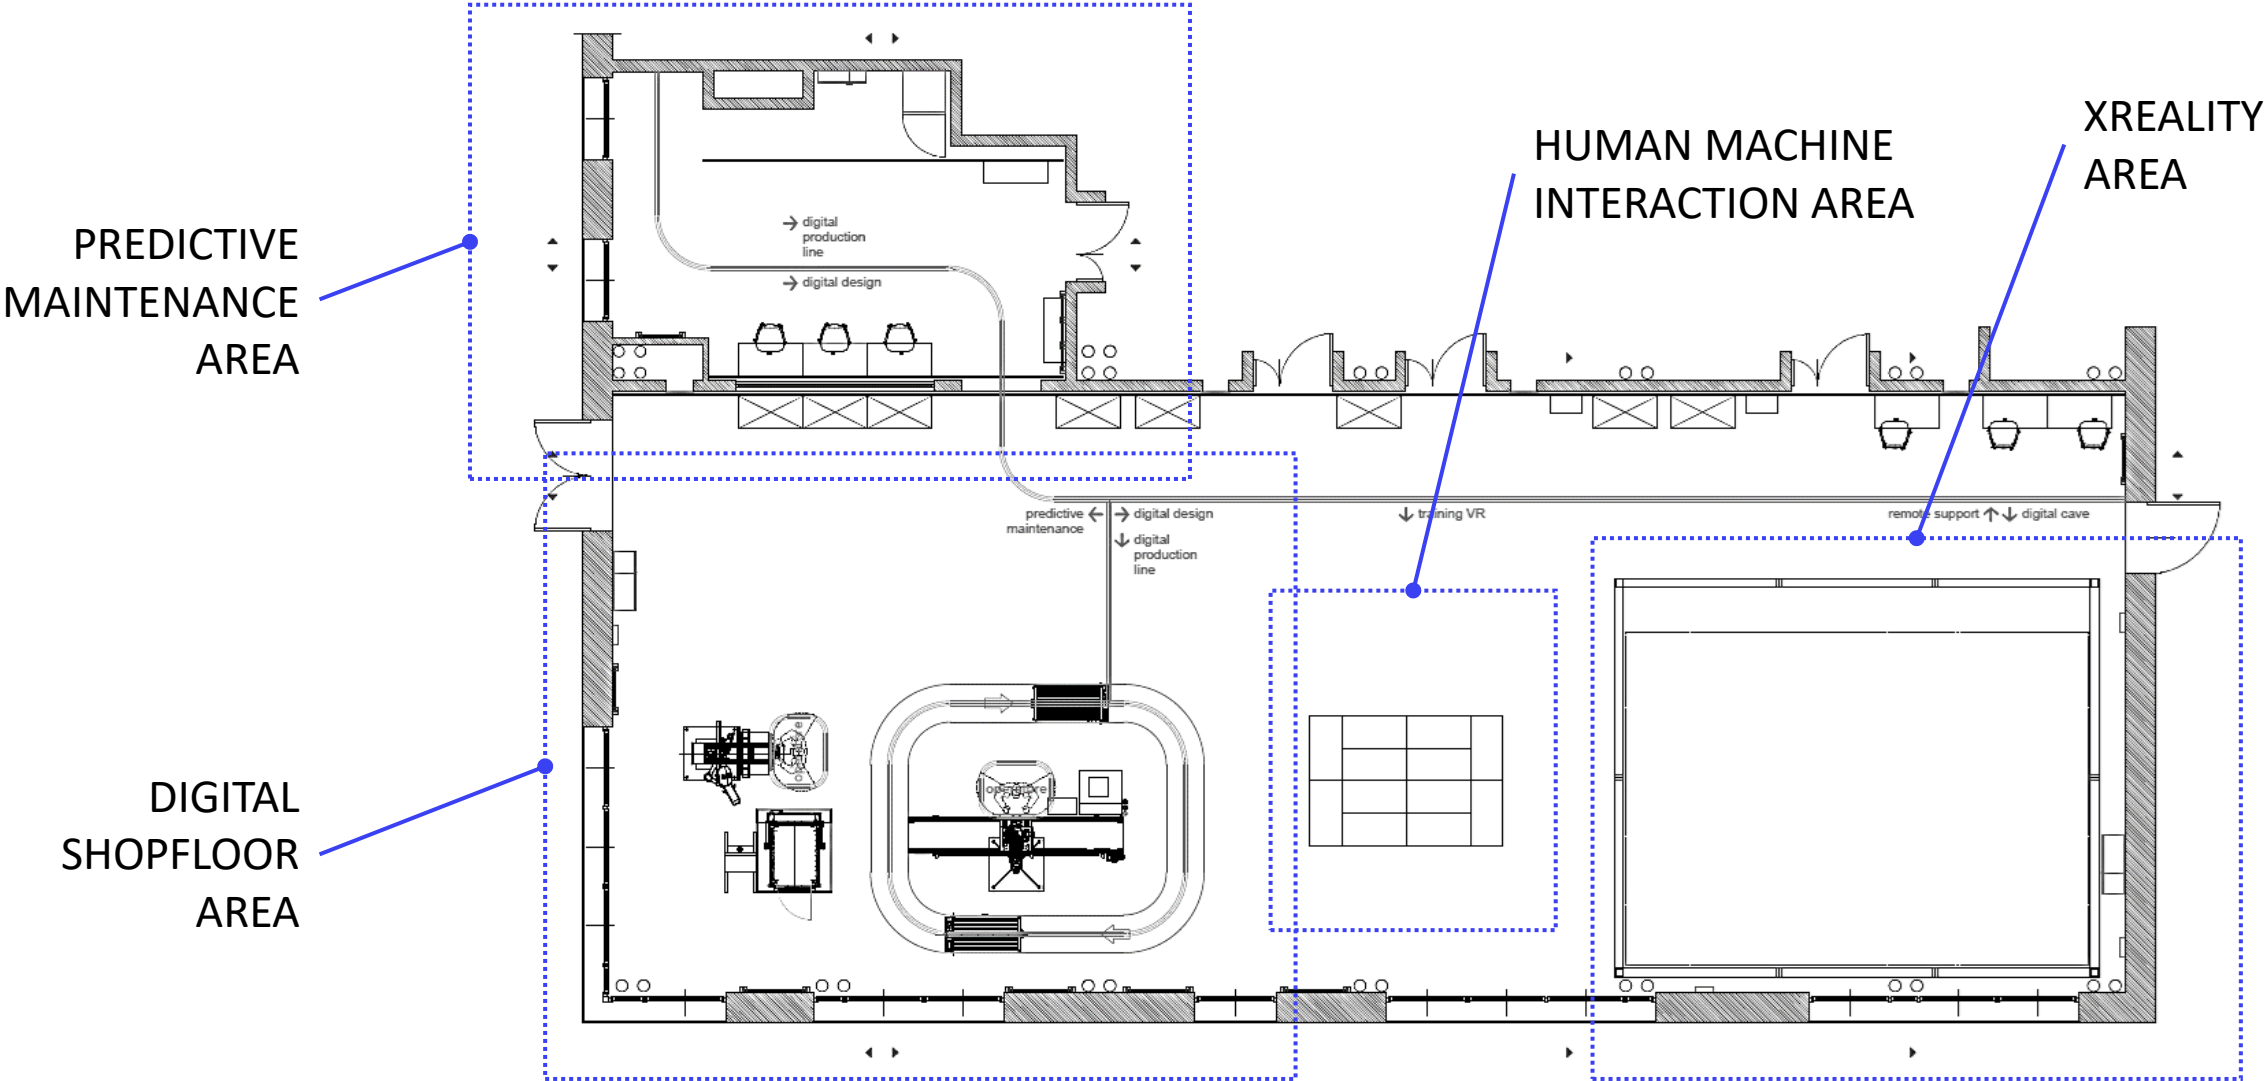 XREALITY
AREA
HUMAN MACHINE
INTERACTION AREA
PREDICTIVE
MAINTENANCE
AREA
digital
production
line
digital design
predictive
maintenance
digital design
digital
production
line
training VR
remote support
digital cave
DIGITAL
SHOPFLOOR
AREA
operatore